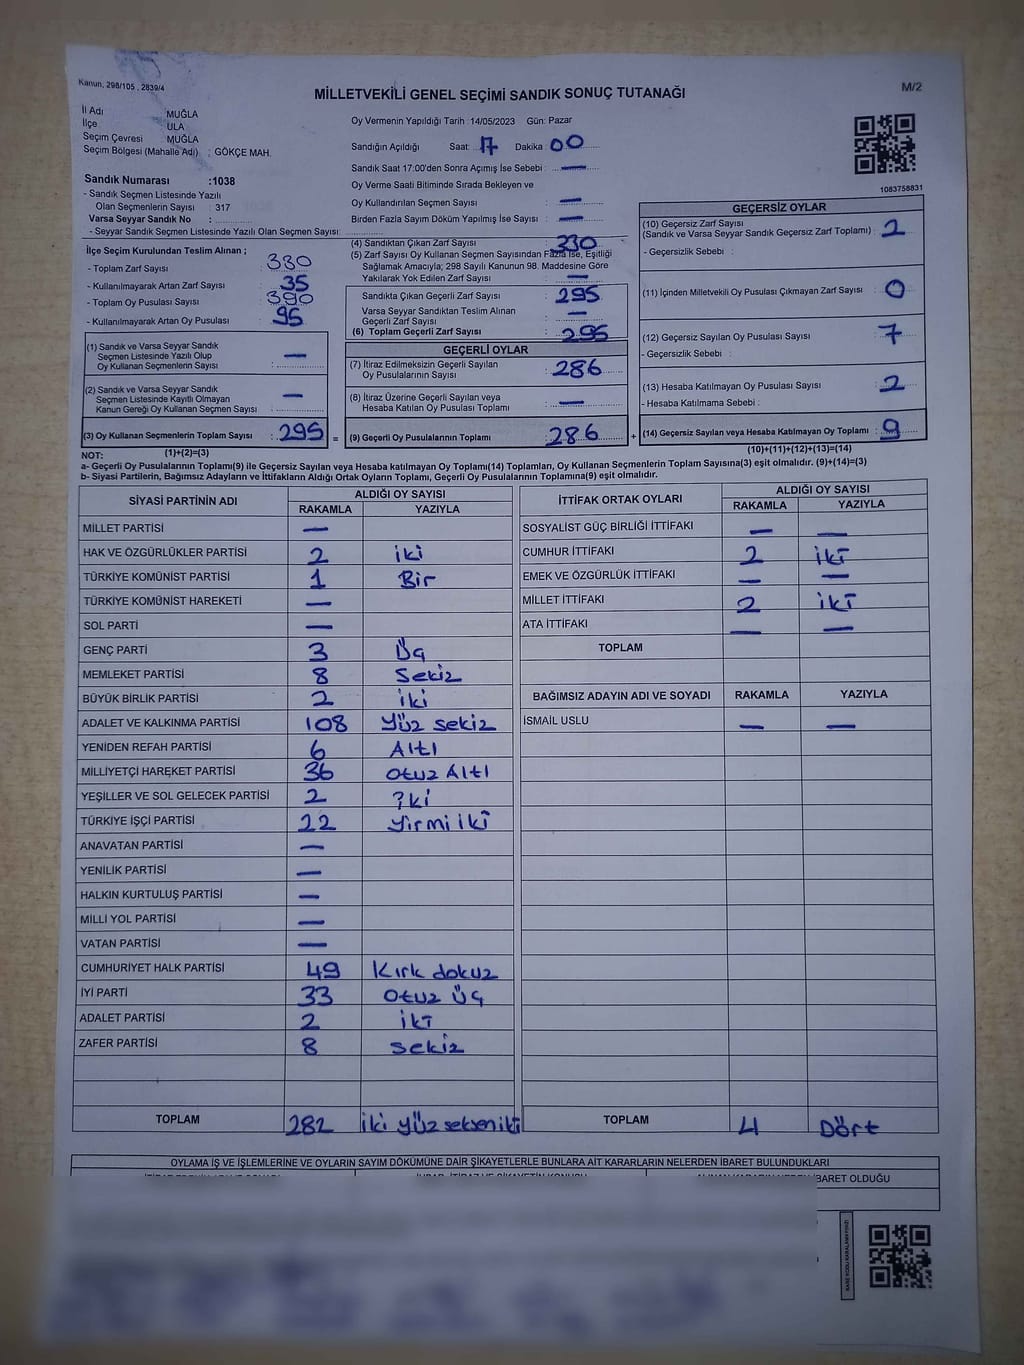 Kanun, 298/105 , 2839/4
M/2
MİLLETVEKİLİ GENEL SEÇİMİ SANDIK SONUÇ TUTANAĞI
İl Adı : MUĞLA
İlçe : ULA
Seçim Çevresi : MUĞLA
Seçim Bölgesi (Mahalle Adı) : GÖKÇE MAH.
Sandık Numarası :1038
- Sandık Seçmen Listesinde Yazılı
Olan Seçmenlerin Sayısı : 317
Varsa Seyyar Sandık No :
- Seyyar Sandık Seçmen Listesinde Yazılı Olan Seçmen Sayısı:
Oy Vermenin Yapıldığı Tarih :14/05/2023 Gün: Pazar
Sandığın Açıldığı Saat: 17 Dakika : 00
Sandık Saat 17:00'den Sonra Açımış İse Sebebi : —
Oy Verme Saati Bitiminde Sırada Bekleyen ve
Oy Kullandırılan Seçmen Sayısı : —
Birden Fazla Sayım Döküm Yapılmış İse Sayısı : —
1083758831
İlçe Seçim Kurulundan Teslim Alınan ;
- Toplam Zarf Sayısı : 330
- Kullanılmayarak Artan Zarf Sayısı : 35
- Toplam Oy Pusulası Sayısı : 390
- Kullanılmayarak Artan Oy Pusulası : 95
(4) Sandıktan Çıkan Zarf Sayısı : 330
(5) Zarf Sayısı Oy Kullanan Seçmen Sayısından Fazla İse, Eşitliği
Sağlamak Amacıyla; 298 Sayılı Kanunun 98. Maddesine Göre
Yakılarak Yok Edilen Zarf Sayısı : —
Sandıkta Çıkan Geçerli Zarf Sayısı : 295
Varsa Seyyar Sandıktan Teslim Alınan
Geçerli Zarf Sayısı : —
(6) Toplam Geçerli Zarf Sayısı : 295
GEÇERSİZ OYLAR
(10) Geçersiz Zarf Sayısı
(Sandık ve Varsa Seyyar Sandık Geçersiz Zarf Toplamı) : 2
- Geçersizlik Sebebi :
(11) İçinden Milletvekili Oy Pusulası Çıkmayan Zarf Sayısı : 0
(12) Geçersiz Sayılan Oy Pusulası Sayısı : 7
- Geçersizlik Sebebi :
(13) Hesaba Katılmayan Oy Pusulası Sayısı : 2
- Hesaba Katılmama Sebebi :
(1) Sandık ve Varsa Seyyar Sandık
Seçmen Listesinde Yazılı Olup
Oy Kullanan Seçmenlerin Sayısı : —
(2) Sandık ve Varsa Seyyar Sandık
Seçmen Listesinde Kayıtlı Olmayan
Kanun Gereği Oy Kullanan Seçmen Sayısı : —
GEÇERLİ OYLAR
(7) İtiraz Edilmeksizin Geçerli Sayılan
Oy Pusulalarının Sayısı : 286
(8) İtiraz Üzerine Geçerli Sayılan veya
Hesaba Katılan Oy Pusulası Toplamı : —
(3) Oy Kullanan Seçmenlerin Toplam Sayısı : 295 = (9) Geçerli Oy Pusulalarının Toplamı : 286 + (14) Geçersiz Sayılan veya Hesaba Katılmayan Oy Toplamı : 9
NOT: (1)+(2)=(3) (10)+(11)+(12)+(13)=(14)
a- Geçerli Oy Pusulalarının Toplamı(9) ile Geçersiz Sayılan veya Hesaba katılmayan Oy Toplamı(14) Toplamları, Oy Kullanan Seçmenlerin Toplam Sayısına(3) eşit olmalıdır. (9)+(14)=(3)
b- Siyasi Partilerin, Bağımsız Adayların ve İttifakların Aldığı Ortak Oyların Toplamı, Geçerli Oy Pusulalarının Toplamına(9) eşit olmalıdır.
SİYASİ PARTİNİN ADI ALDIĞI OY SAYISI
RAKAMLA YAZIYLA
MİLLET PARTİSİ —
HAK VE ÖZGÜRLÜKLER PARTİSİ 2 iki
TÜRKİYE KOMÜNİST PARTİSİ 1 Bir
TÜRKİYE KOMÜNİST HAREKETİ —
SOL PARTİ —
GENÇ PARTİ 3 Üç
MEMLEKET PARTİSİ 8 Sekiz
BÜYÜK BİRLİK PARTİSİ 2 iki
ADALET VE KALKINMA PARTİSİ 108 Yüz sekiz
YENİDEN REFAH PARTİSİ 6 Altı
MİLLİYETÇİ HAREKET PARTİSİ 36 Otuz Altı
YEŞİLLER VE SOL GELECEK PARTİSİ 2 iki
TÜRKİYE İŞÇİ PARTİSİ 22 Yirmi iki
ANAVATAN PARTİSİ —
YENİLİK PARTİSİ —
HALKIN KURTULUŞ PARTİSİ —
MİLLİ YOL PARTİSİ —
VATAN PARTİSİ —
CUMHURİYET HALK PARTİSİ 49 Kırk dokuz
İYİ PARTİ 33 Otuz Üç
ADALET PARTİSİ 2 iki
ZAFER PARTİSİ 8 sekiz
TOPLAM 282 iki yüz seksen iki
İTTİFAK ORTAK OYLARI ALDIĞI OY SAYISI
RAKAMLA YAZIYLA
SOSYALİST GÜÇ BİRLİĞİ İTTİFAKI — —
CUMHUR İTTİFAKI 2 iki
EMEK VE ÖZGÜRLÜK İTTİFAKI — —
MİLLET İTTİFAKI 2 iki
ATA İTTİFAKI — —
TOPLAM
BAĞIMSIZ ADAYIN ADI VE SOYADI RAKAMLA YAZIYLA
İSMAİL USLU — —
TOPLAM 4 Dört
OYLAMA İŞ VE İŞLEMLERİNE VE OYLARIN SAYIM DÖKÜMÜNE DAİR ŞİKAYETLERLE BUNLARA AİT KARARLARIN NELERDEN İBARET BULUNDUKLARI
İBARET OLDUĞU